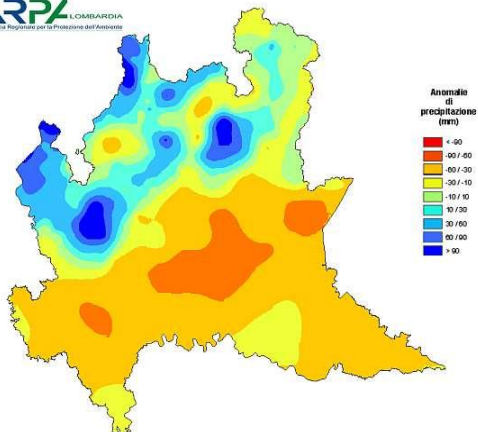 ARPA LOMBARDIA
Regionale per la Protezione dell'Ambiente
Anomalie
di
precipitazione
(mm)
< -90
-90 / -60
-60 / -30
-30 / -10
-10 / 10
10 / 30
30 / 60
60 / 90
> 90